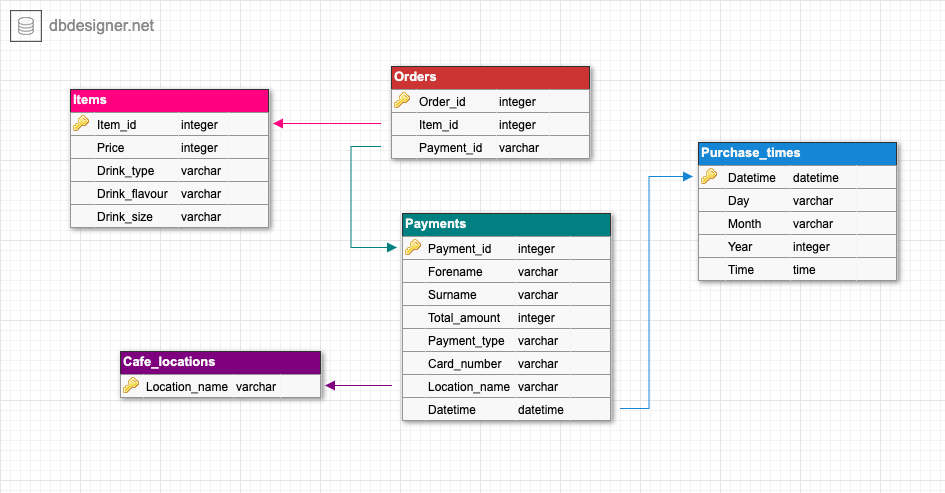 dbdesigner.net
Items
Item_id integer
Price integer
Drink_type varchar
Drink_flavour varchar
Drink_size varchar
Orders
Order_id integer
Item_id integer
Payment_id varchar
Purchase_times
Datetime datetime
Day varchar
Month varchar
Year integer
Time time
Payments
Payment_id integer
Forename varchar
Surname varchar
Total_amount integer
Payment_type varchar
Card_number varchar
Location_name varchar
Datetime datetime
Cafe_locations
Location_name varchar